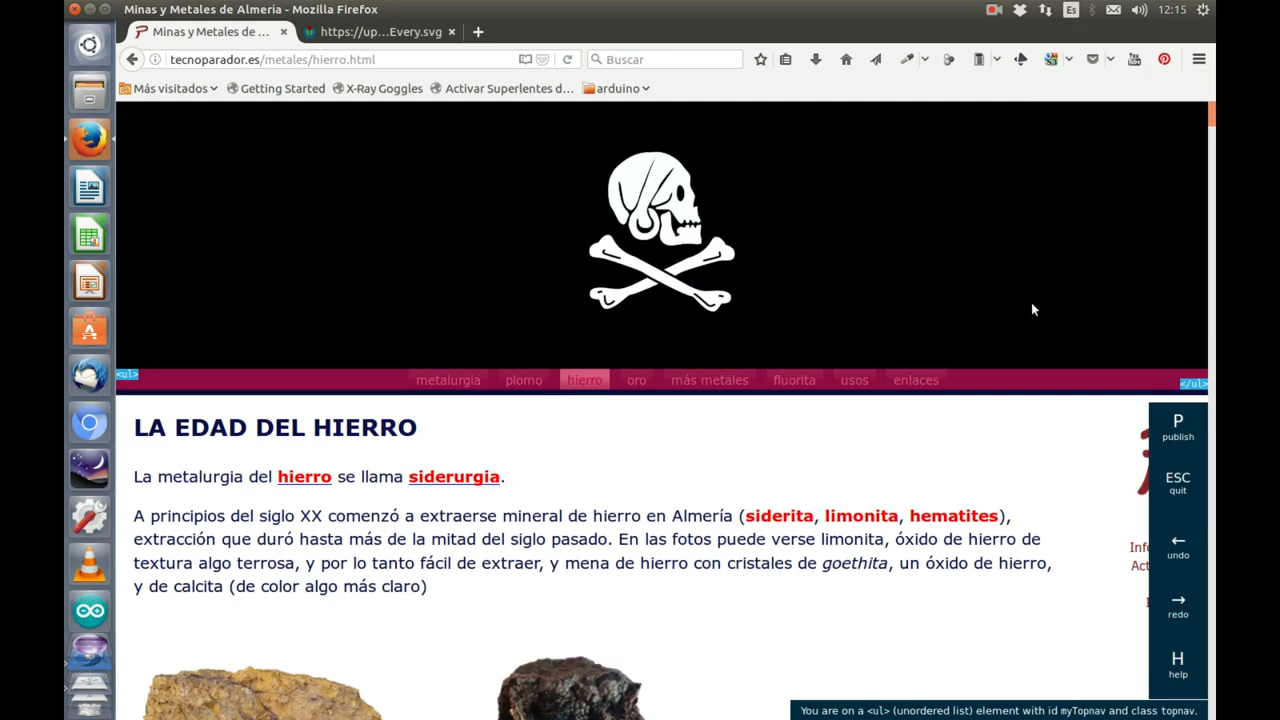 Minas y Metales de Almería - Mozilla Firefox
Es
12:15
Minas y Metales de ...
https://up...Every.svg
tecnoparador.es/metales/hierro.html
Buscar
Más visitados
Getting Started
X-Ray Goggles
Activar Superlentes d...
arduino
<ul>
metalurgia
plomo
hierro
oro
más metales
fluorita
usos
enlaces
</ul>
LA EDAD DEL HIERRO
La metalurgia del hierro se llama siderurgia.
A principios del siglo XX comenzó a extraerse mineral de hierro en Almería (siderita, limonita, hematites),
extracción que duró hasta más de la mitad del siglo pasado. En las fotos puede verse limonita, óxido de hierro de
textura algo terrosa, y por lo tanto fácil de extraer, y mena de hierro con cristales de goethita, un óxido de hierro,
y de calcita (de color algo más claro)
P
publish
ESC
quit
←
undo
→
redo
H
help
You are on a <ul> (unordered list) element with id myTopnav and class topnav.